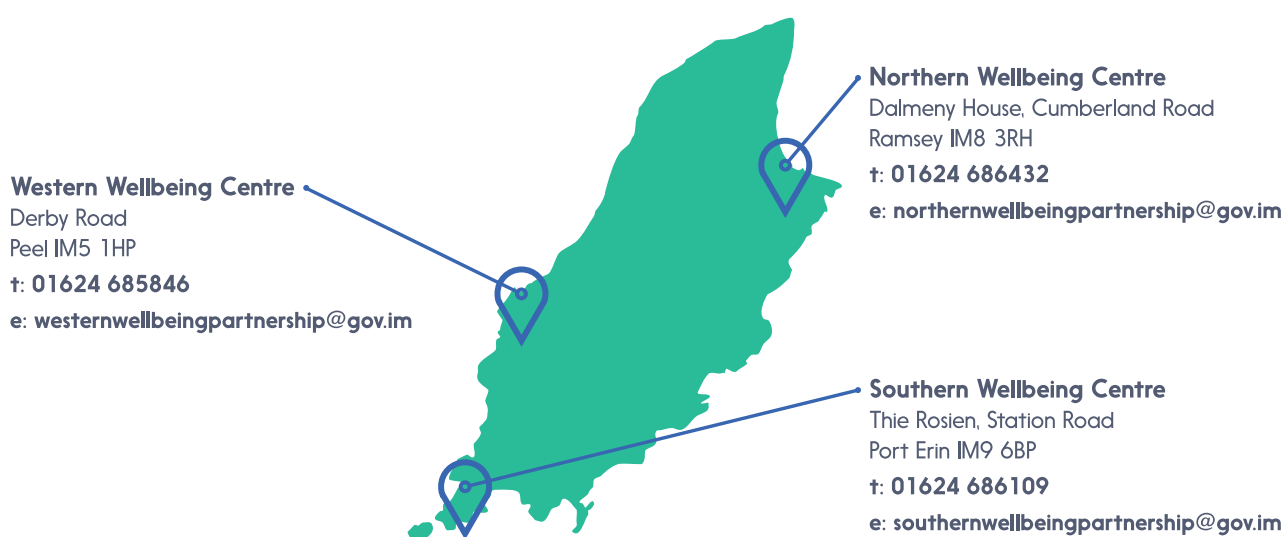 Northern Wellbeing Centre
Dalmeny House, Cumberland Road
Ramsey IM8 3RH
t: 01624 686432
e: northernwellbeingpartnership@gov.im
Western Wellbeing Centre
Derby Road
Peel IM5 1HP
t: 01624 685846
e: westernwellbeingpartnership@gov.im
Southern Wellbeing Centre
Thie Rosien, Station Road
Port Erin IM9 6BP
t: 01624 686109
e: southernwellbeingpartnership@gov.im